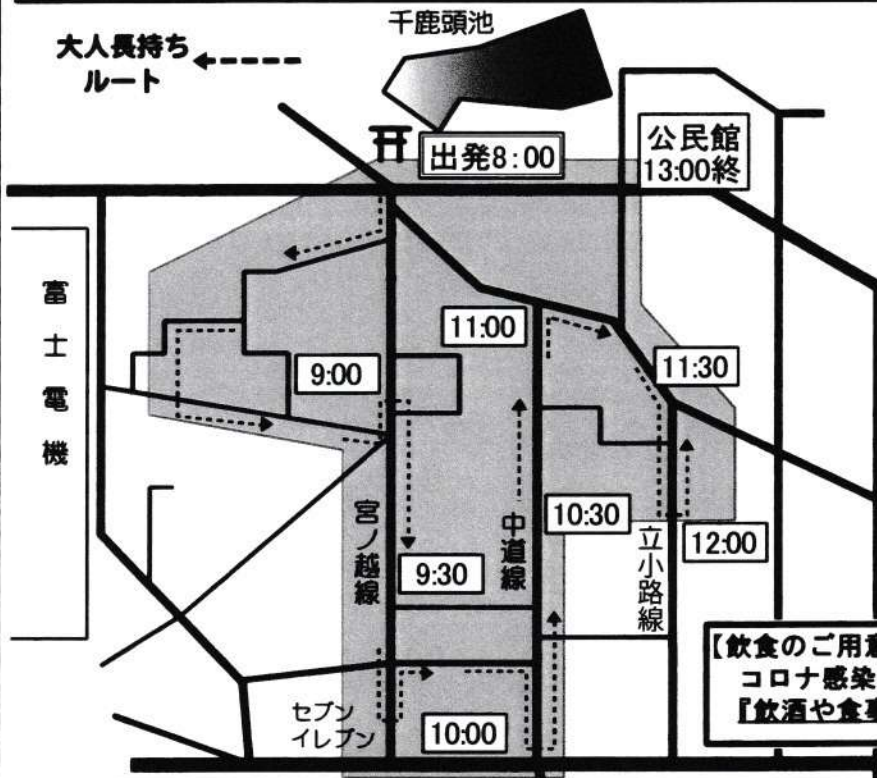 千鹿頭池
大人長持ち
ルート
出発8:00
公民館
13:00終
富士電機
11:00
11:30
9:00
宮ノ越線
中道線
10:30
立小路線
12:00
9:30
【飲食のご用意
コロナ感染
『飲酒や食事
セブン
イレブン
10:00